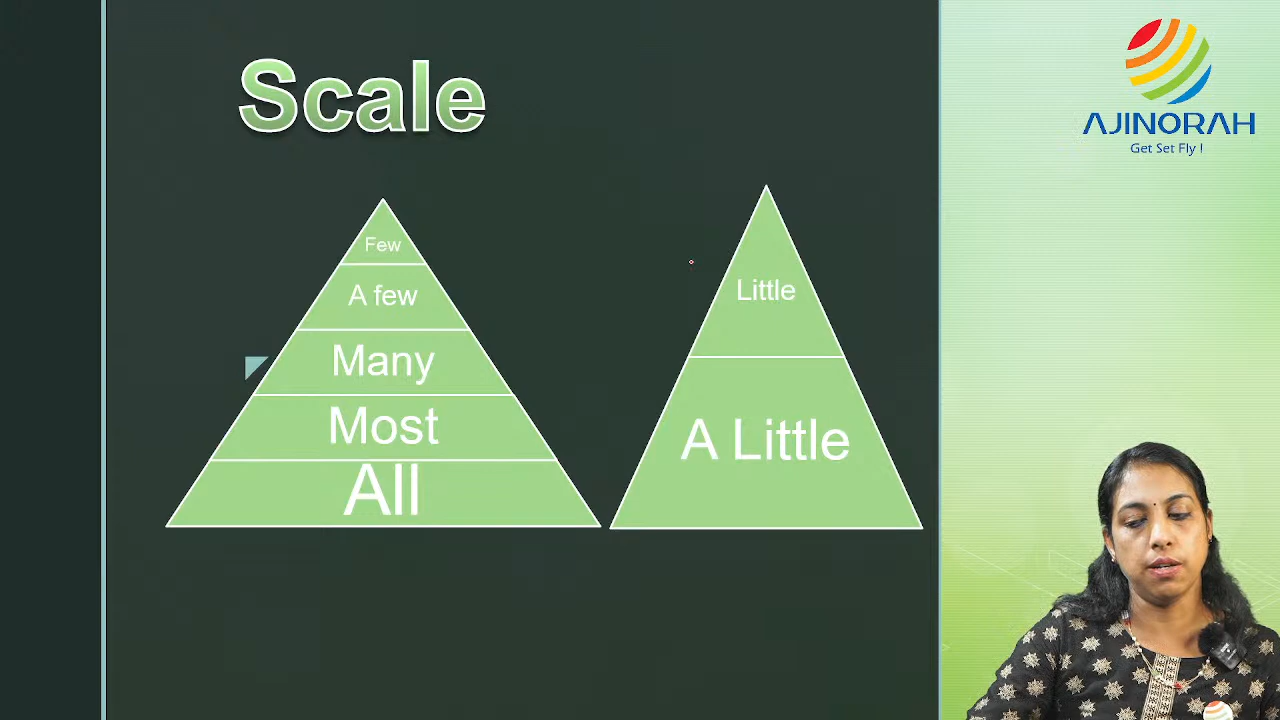 Scale
Few
A few
Many
Most
All
Little
A Little
AJINORAH
Get Set Fly !